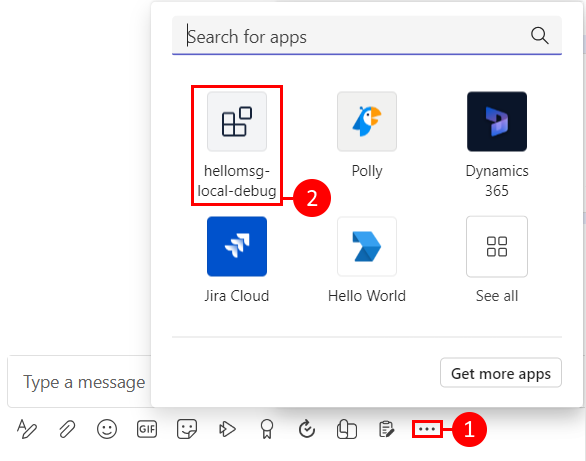 Search for apps
hellomsg-
local-debug
Polly
Dynamics
365
2
Jira Cloud
Hello World
See all
Get more apps
Type a message
GIF
1